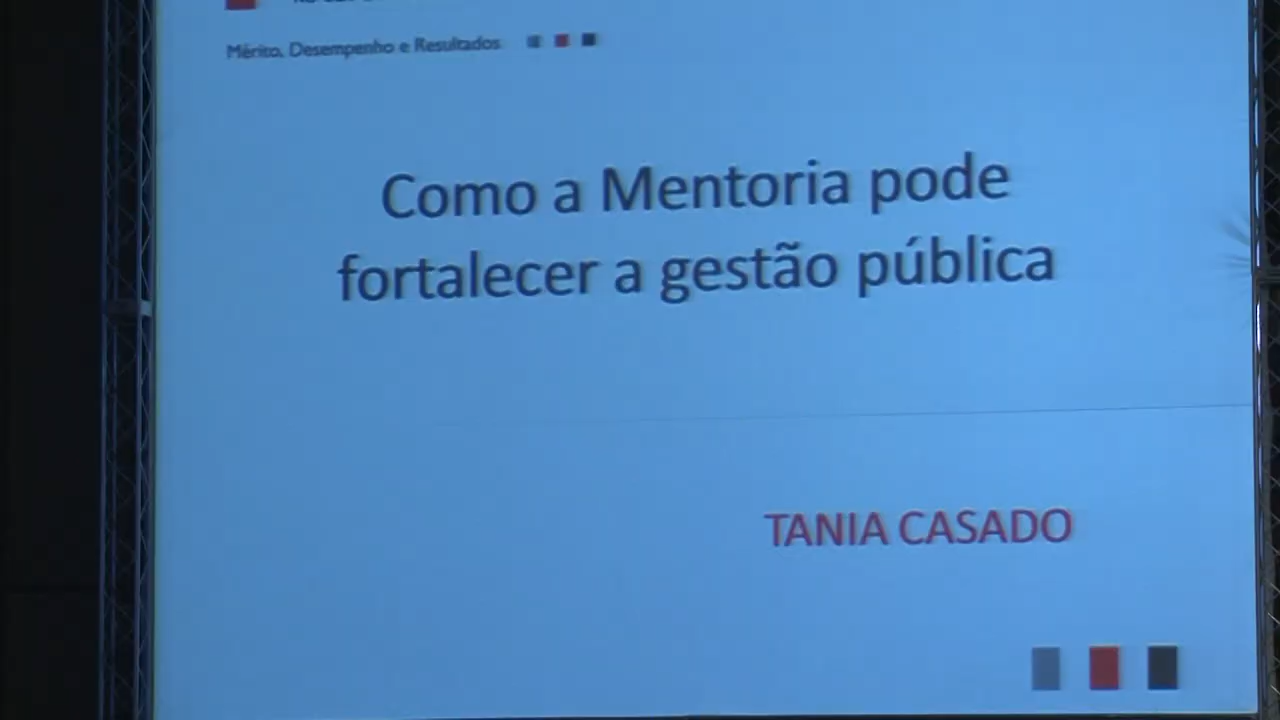 Mérito, Desempenho e Resultados
Como a Mentoria pode
fortalecer a gestão pública
TANIA CASADO